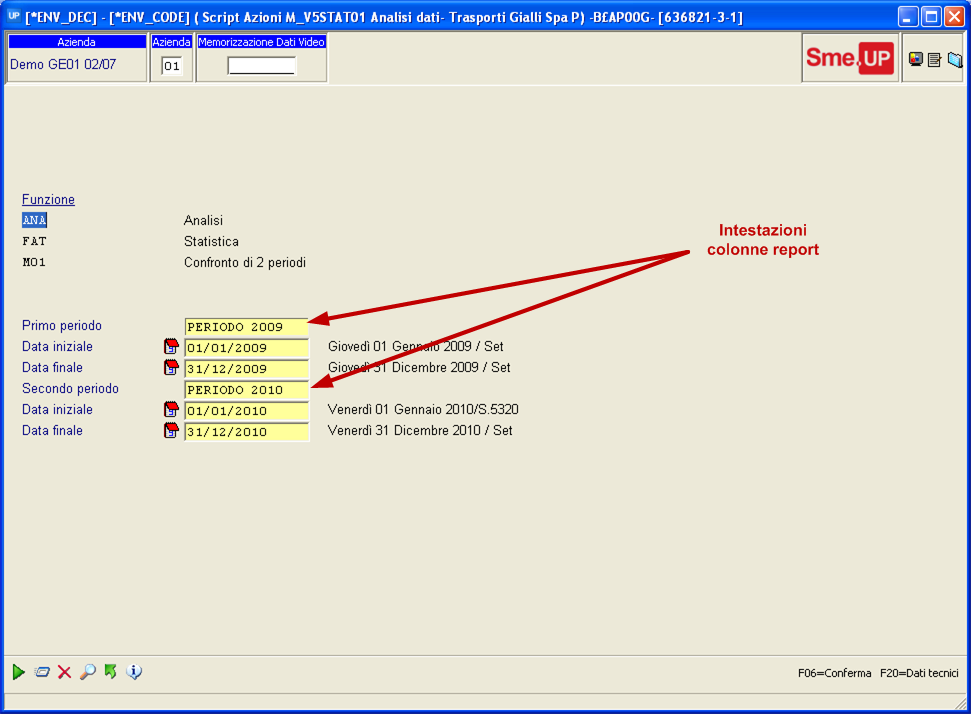 UP [*ENV_DEC] - [*ENV_CODE] ( Script Azioni M_V5STAT01 Analisi dati- Trasporti Gialli Spa P) -B£AP00G- [636821-3-1]
Azienda Azienda Memorizzazione Dati Video
Demo GE01 02/07 01
Sme.UP
Funzione
ANA Analisi
FAT Statistica
M01 Confronto di 2 periodi
Intestazioni
colonne report
Primo periodo PERIODO 2009
Data iniziale 01/01/2009 Giovedì 01 Gennaio 2009 / Set
Data finale 31/12/2009 Giovedì 31 Dicembre 2009 / Set
Secondo periodo PERIODO 2010
Data iniziale 01/01/2010 Venerdì 01 Gennaio 2010/S.5320
Data finale 31/12/2010 Venerdì 31 Dicembre 2010 / Set
F06=Conferma F20=Dati tecnici